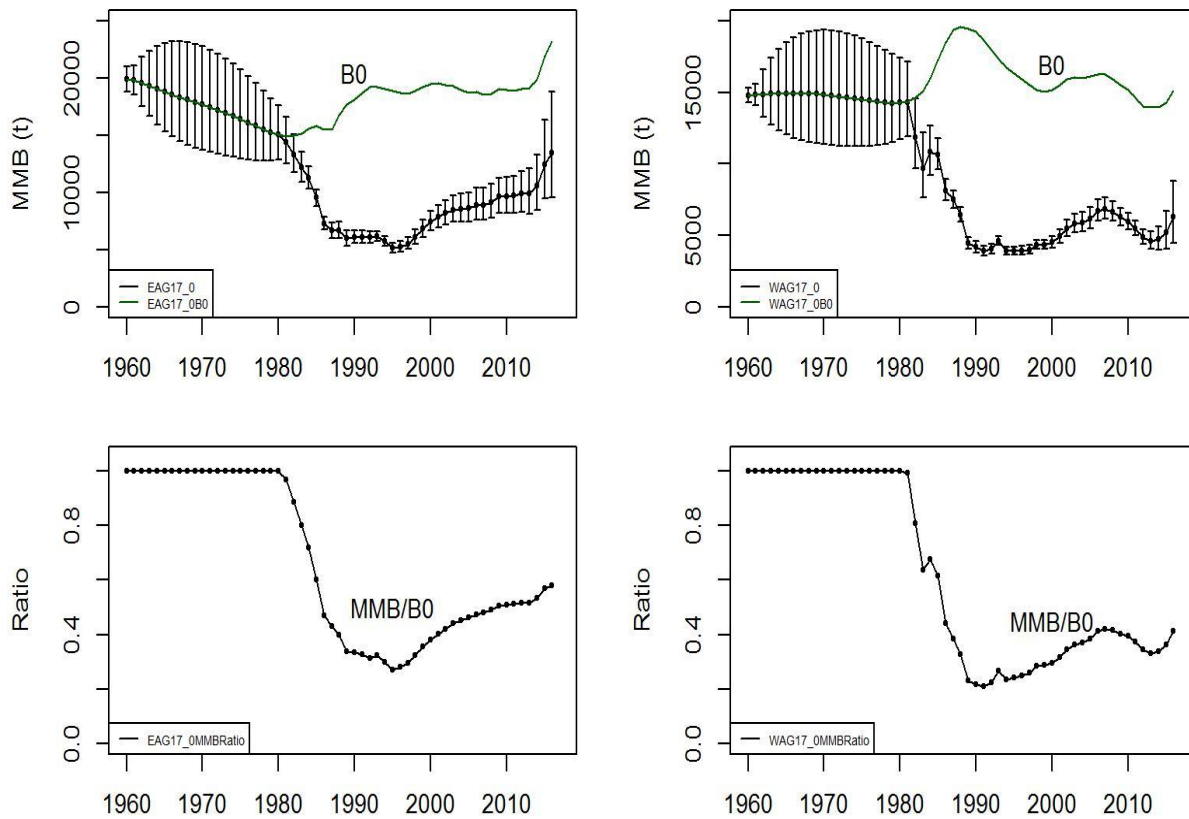 MMB (t)
0
5000
10000
20000
B0
EAG17_0
EAG17_0B0
1960 1970 1980 1990 2000 2010
MMB (t)
0
5000
15000
B0
WAG17_0
WAG17_0B0
1960 1970 1980 1990 2000 2010
Ratio
0.0
0.4
0.8
MMB/B0
EAG17_0MMBRatio
1960 1970 1980 1990 2000 2010
Ratio
0.0
0.4
0.8
MMB/B0
WAG17_0MMBRatio
1960 1970 1980 1990 2000 2010